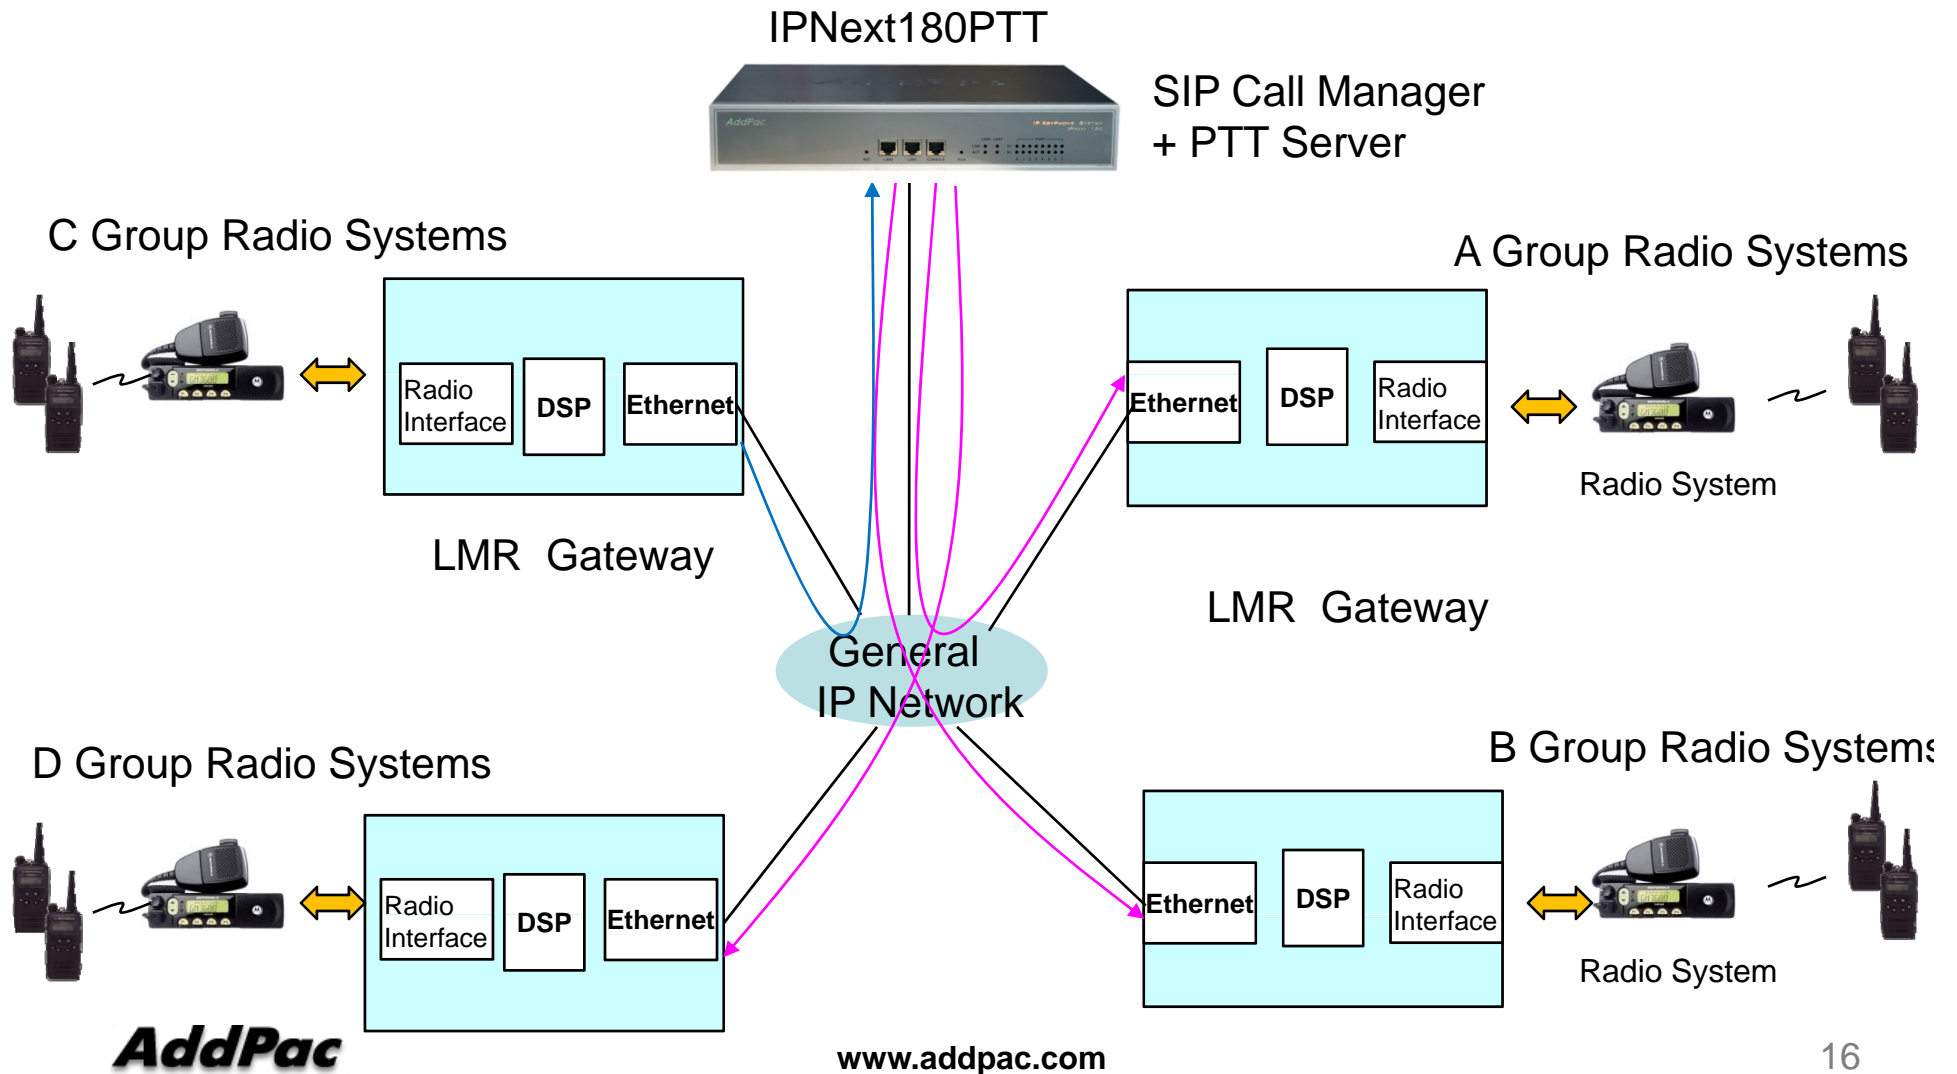 IPNext180PTT
SIP Call Manager
+ PTT Server
AddPac
C Group Radio Systems
A Group Radio Systems
Radio
Interface
DSP
Ethernet
Ethernet
DSP
Radio
Interface
Radio System
LMR Gateway
LMR Gateway
General
IP Network
D Group Radio Systems
B Group Radio Systems
Radio
Interface
DSP
Ethernet
Ethernet
DSP
Radio
Interface
Radio System
AddPac
www.addpac.com
16